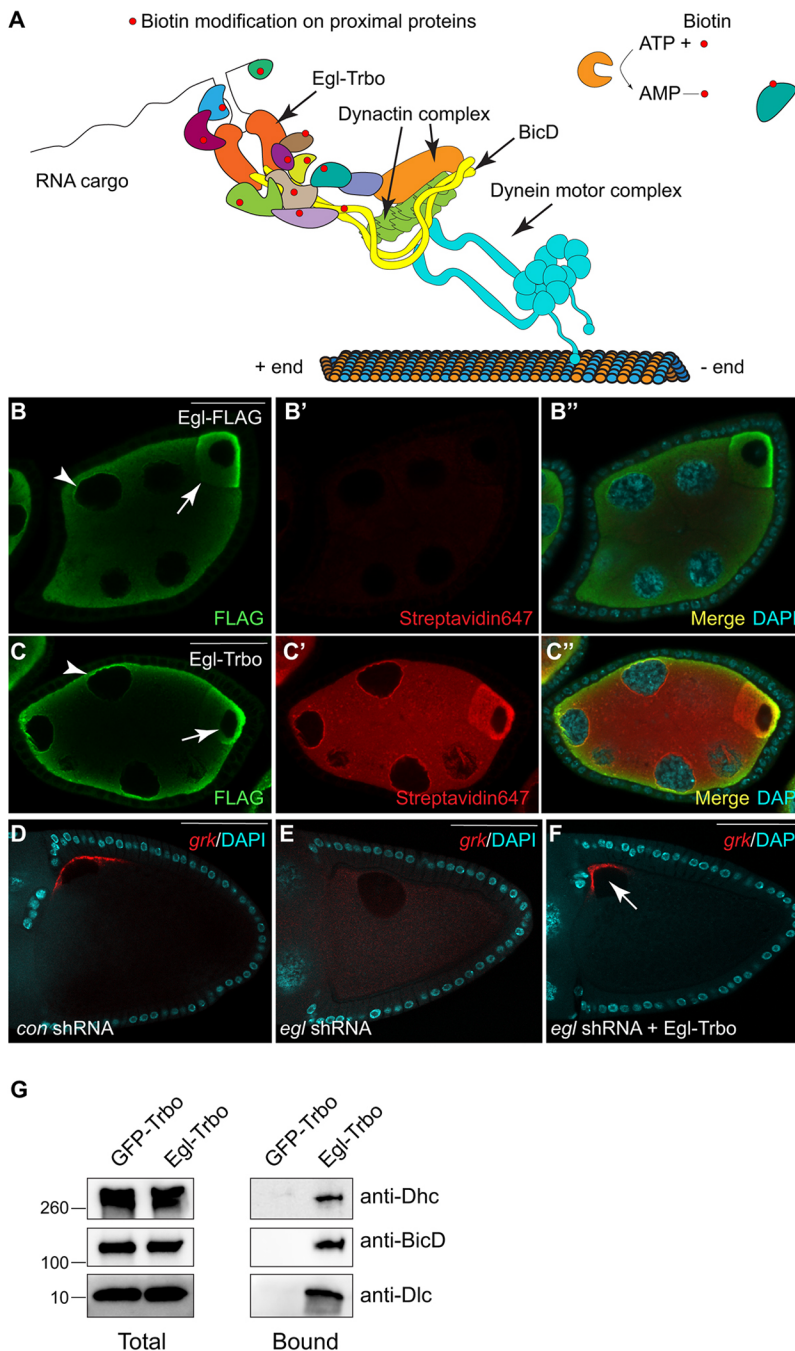 A
Biotin modification on proximal proteins
Biotin
ATP +
AMP
Egl-Trbo
Dynactin complex
BicD
RNA cargo
Dynein motor complex
+ end
- end
B
Egl-FLAG
FLAG
B'
Streptavidin647
B''
Merge DAPI
C
Egl-Trbo
FLAG
C'
Streptavidin647
C''
Merge DAPI
D
grk/DAPI
con shRNA
E
grk/DAPI
egl shRNA
F
grk/DAPI
egl shRNA + Egl-Trbo
G
GFP-Trbo
Egl-Trbo
GFP-Trbo
Egl-Trbo
260
anti-Dhc
100
anti-BicD
10
anti-Dlc
Total
Bound